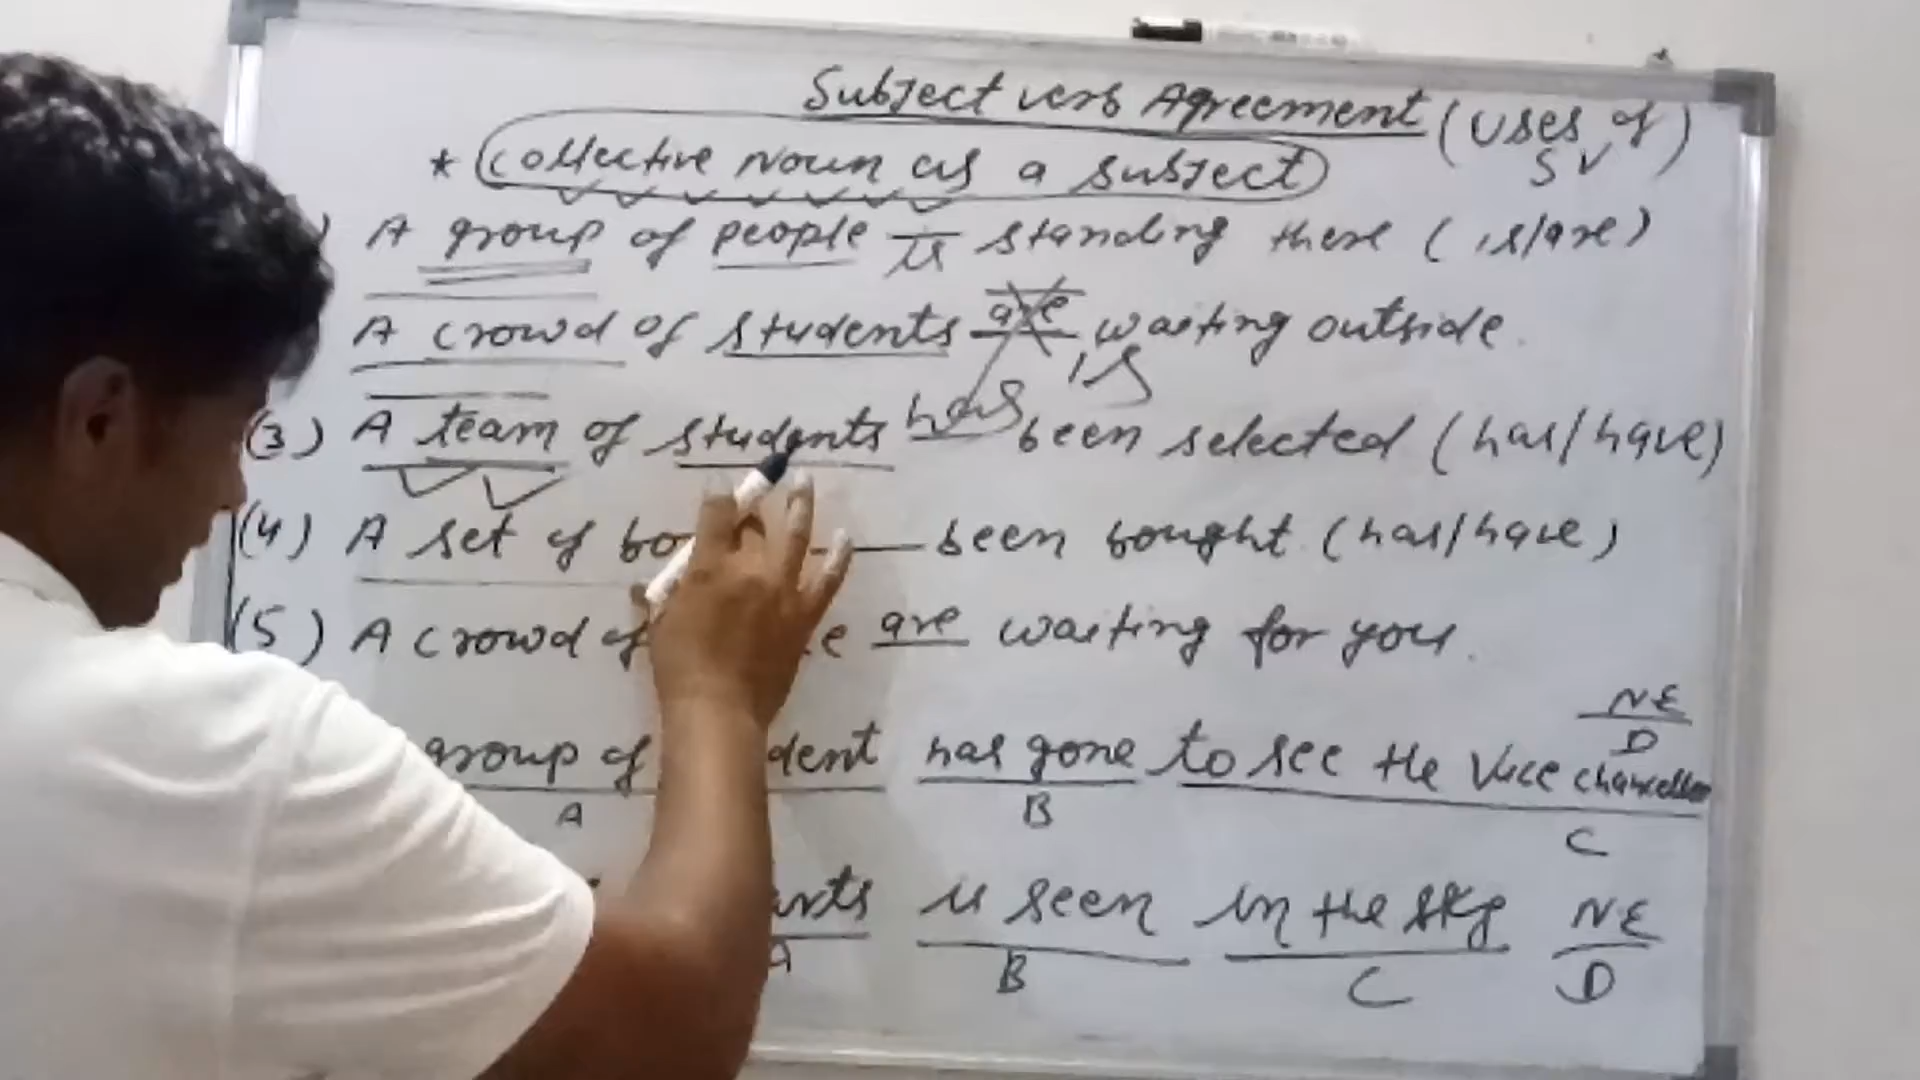 Subject verb Agreement (uses of SV)
* Collective Noun as a subject
) A group of people is standing there (is/are)
A crowd of students are is waiting outside.
(3) A team of students has been selected (has/have)
(4) A set of been bought (has/have)
(5) A crowd of are waiting for you.
group of has gone to see the Vice chancellor NE
A B C D
is seen in the sky NE
A B C D